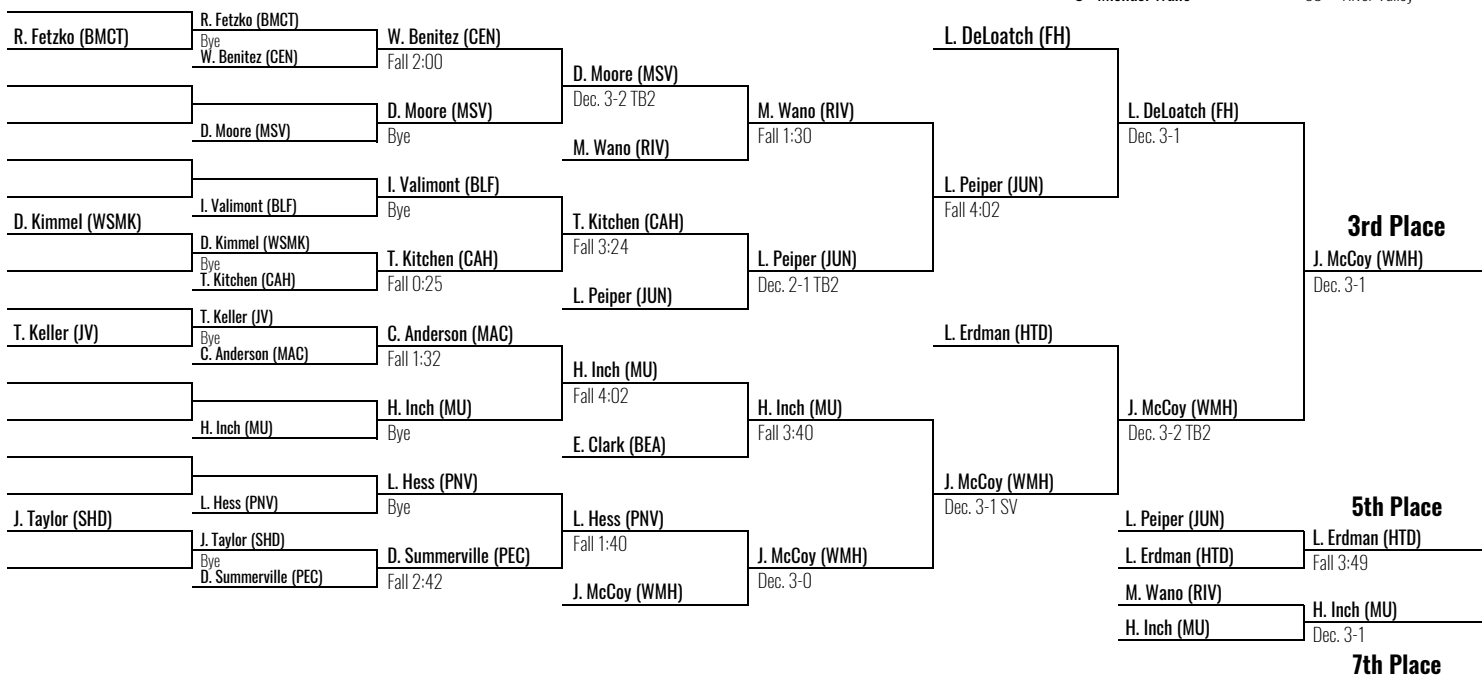 Michael Wano
River Valley
R. Fetzko (BMCT)
D. Kimmel (WSMK)
T. Keller (JV)
J. Taylor (SHD)
R. Fetzko (BMCT)
Bye
W. Benitez (CEN)
D. Moore (MSV)
I. Valimont (BLF)
D. Kimmel (WSMK)
Bye
T. Kitchen (CAH)
T. Keller (JV)
Bye
C. Anderson (MAC)
H. Inch (MU)
L. Hess (PNV)
J. Taylor (SHD)
Bye
D. Summerville (PEC)
W. Benitez (CEN)
Fall 2:00
D. Moore (MSV)
Bye
I. Valimont (BLF)
Bye
T. Kitchen (CAH)
Fall 0:25
C. Anderson (MAC)
Fall 1:32
H. Inch (MU)
Bye
L. Hess (PNV)
Bye
D. Summerville (PEC)
Fall 2:42
D. Moore (MSV)
Dec. 3-2 TB2
M. Wano (RIV)
T. Kitchen (CAH)
Fall 3:24
L. Peiper (JUN)
H. Inch (MU)
Fall 4:02
E. Clark (BEA)
L. Hess (PNV)
Fall 1:40
J. McCoy (WMH)
M. Wano (RIV)
Fall 1:30
L. Peiper (JUN)
Dec. 2-1 TB2
H. Inch (MU)
Fall 3:40
J. McCoy (WMH)
Dec. 3-0
L. DeLoatch (FH)
L. Peiper (JUN)
Fall 4:02
L. Erdman (HTD)
J. McCoy (WMH)
Dec. 3-1 SV
L. DeLoatch (FH)
Dec. 3-1
J. McCoy (WMH)
Dec. 3-2 TB2
3rd Place
J. McCoy (WMH)
Dec. 3-1
L. Peiper (JUN)
L. Erdman (HTD)
5th Place
L. Erdman (HTD)
Fall 3:49
M. Wano (RIV)
H. Inch (MU)
H. Inch (MU)
Dec. 3-1
7th Place